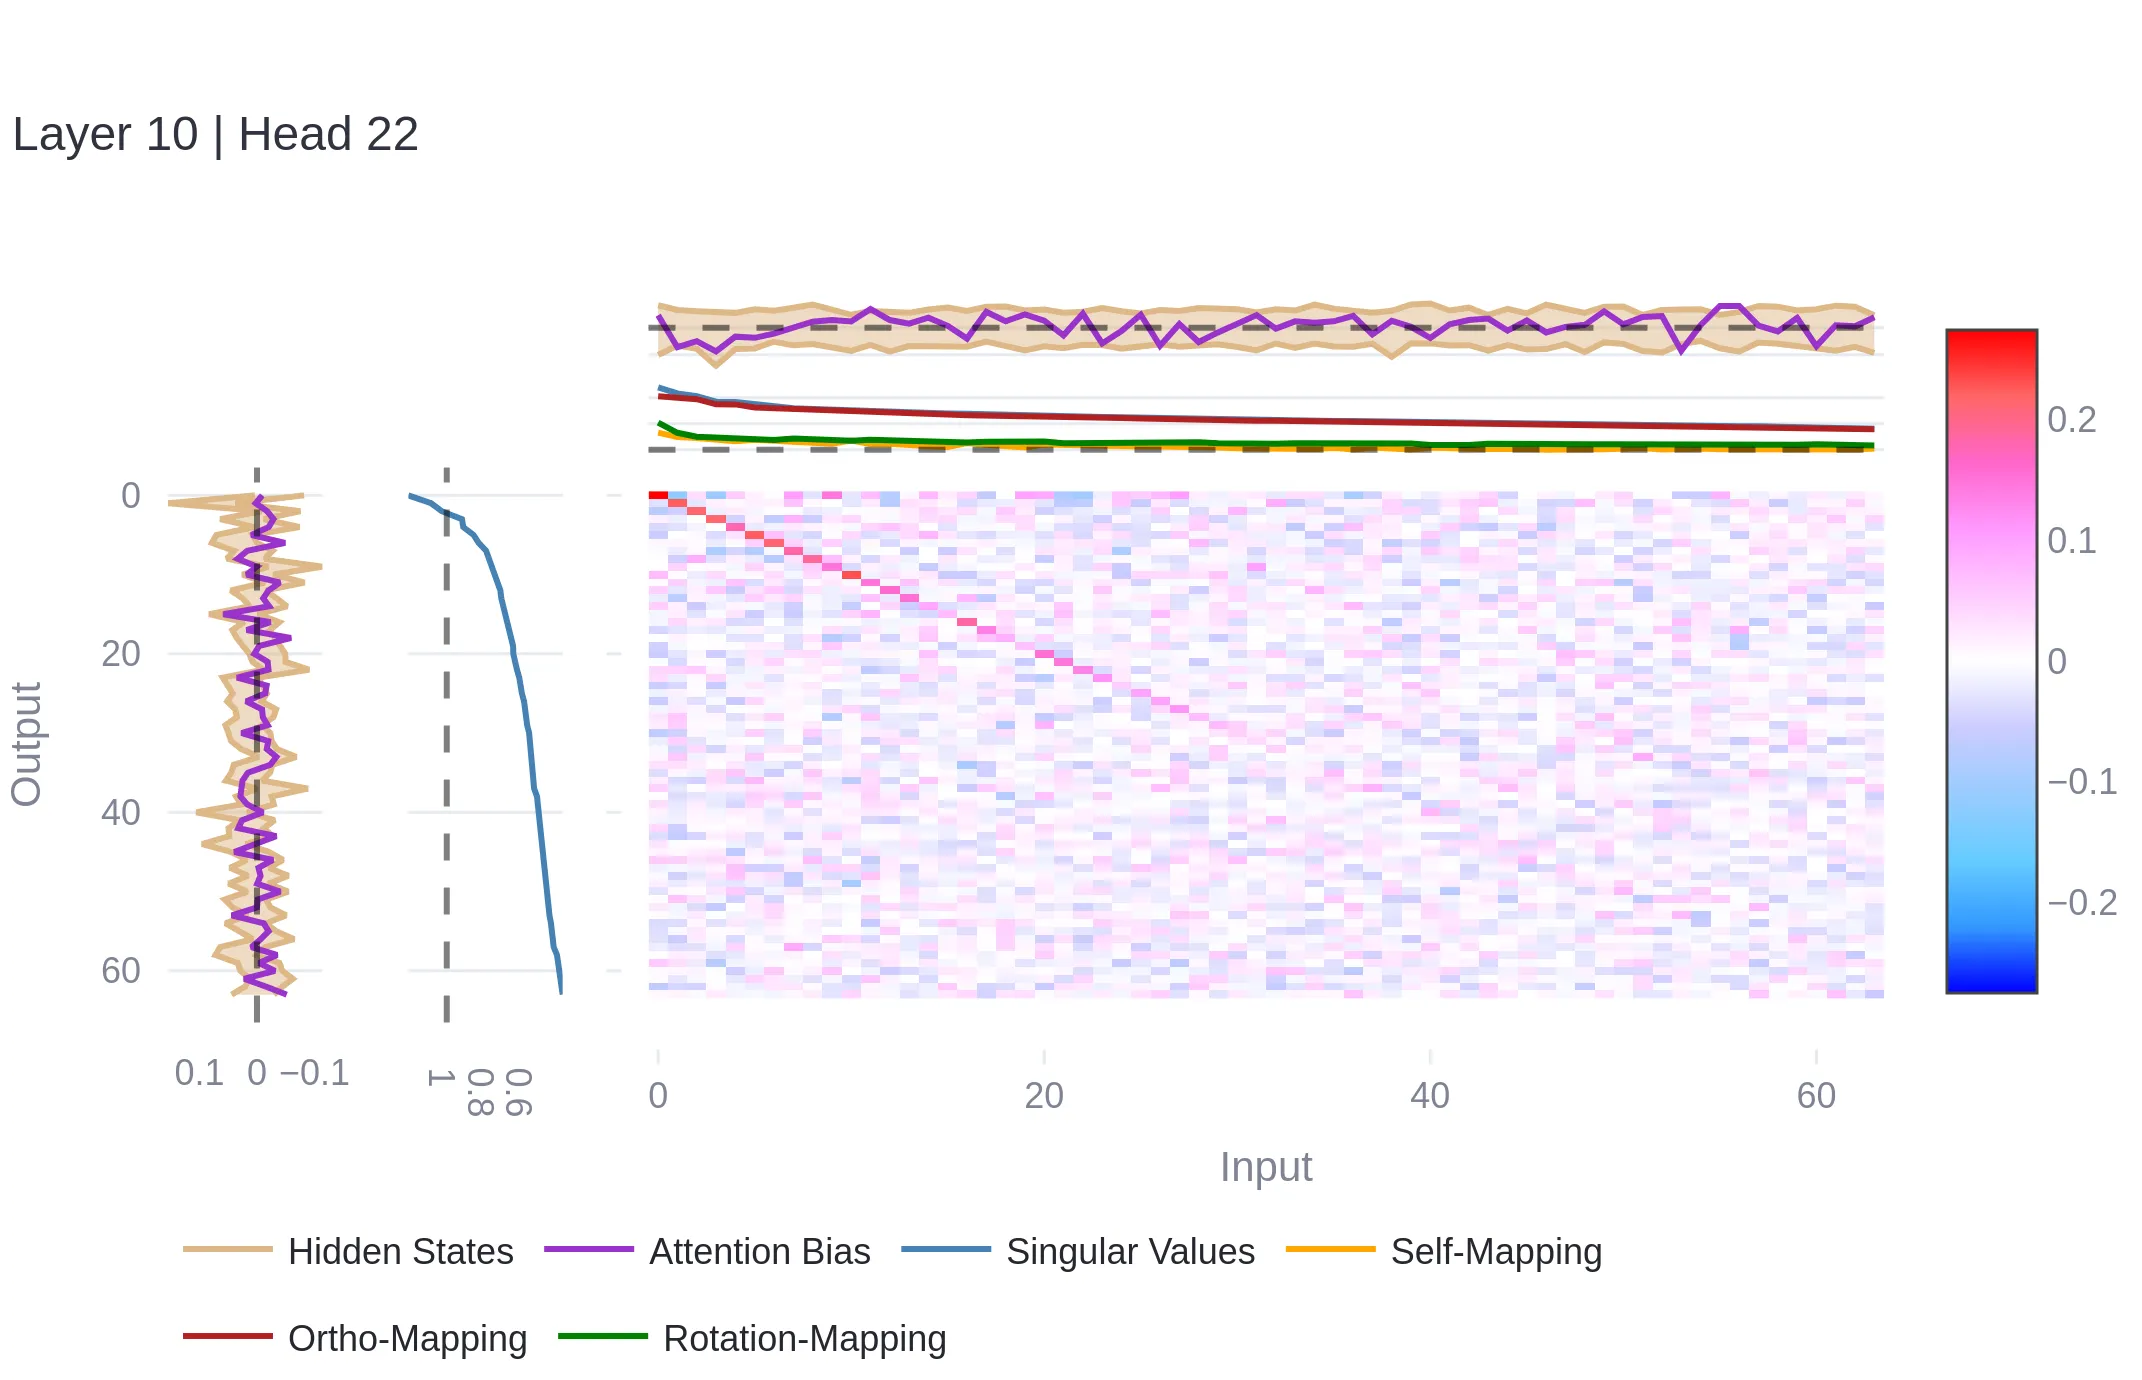 Layer 10 | Head 22
0
20
40
60
Output
0.1 0 −0.1
1
0.8
0.6
0 20 40 60
Input
0.2
0.1
0
−0.1
−0.2
Hidden States Attention Bias Singular Values Self-Mapping
Ortho-Mapping Rotation-Mapping